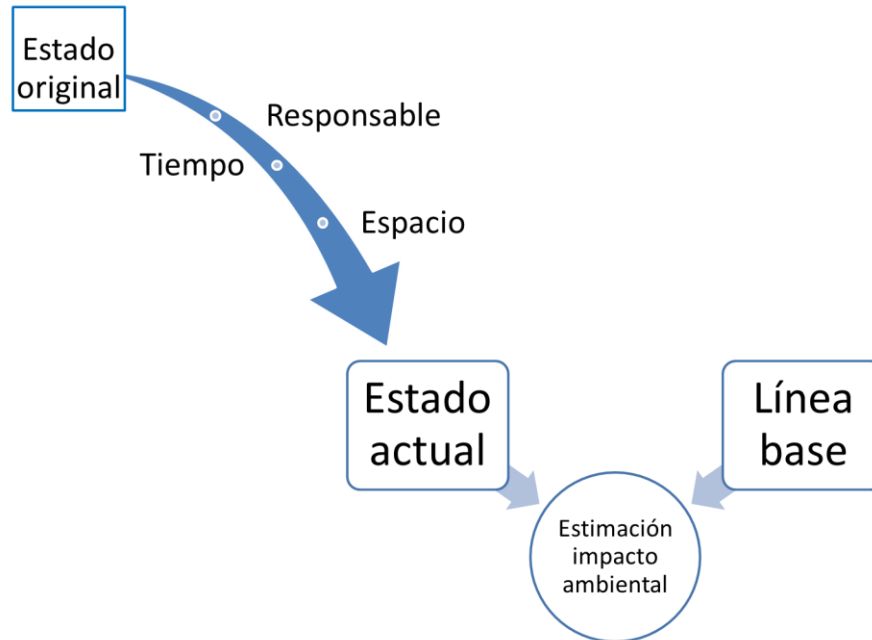 Estado
original
Responsable
Tiempo
Espacio
Estado
actual
Línea
base
Estimación
impacto
ambiental